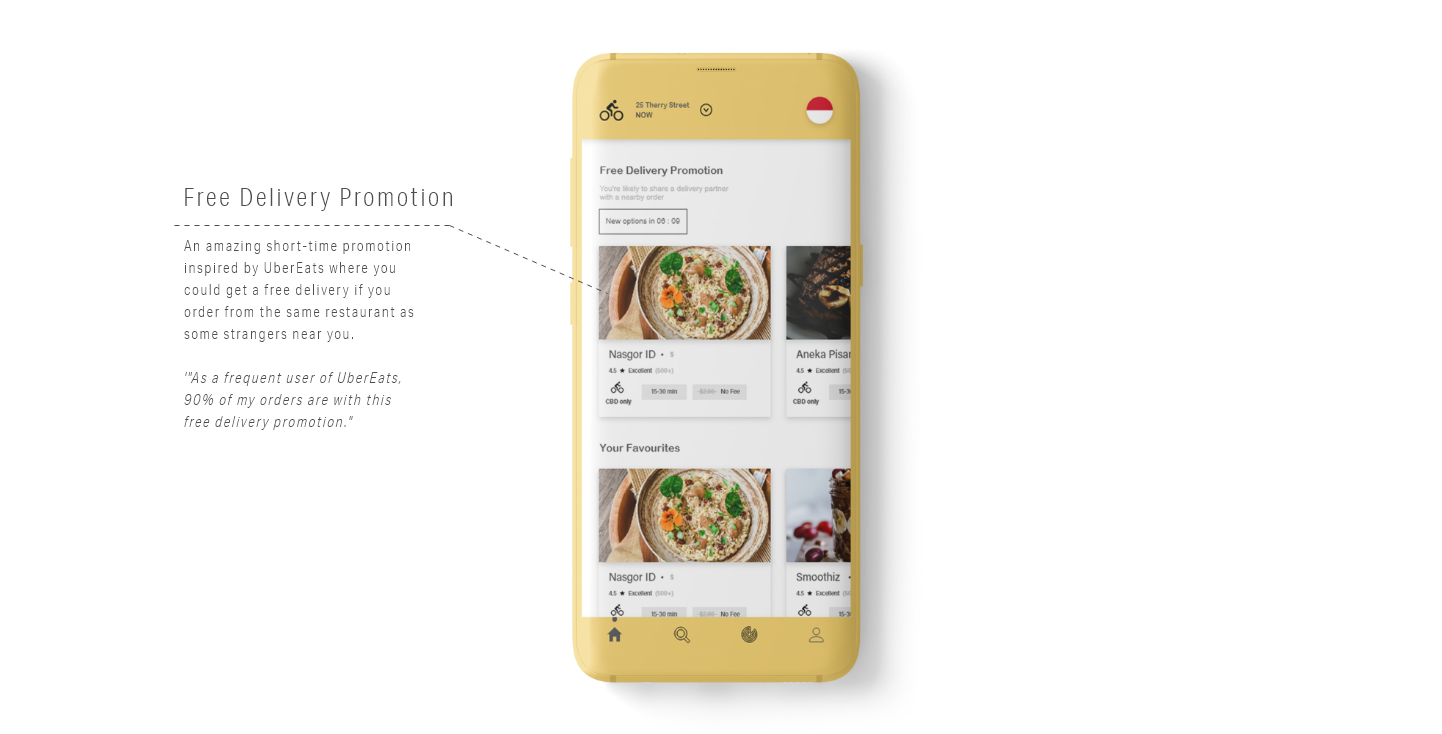 Free Delivery Promotion
An amazing short-time promotion
inspired by UberEats where you
could get a free delivery if you
order from the same restaurant as
some strangers near you.
'"As a frequent user of UberEats,
90% of my orders are with this
free delivery promotion."
26 Therry Street
NOW
Free Delivery Promotion
You're likely to share a delivery partner
with a nearby order
New options in 06 : 09
Nasgor ID • $
4.5 ★ Excellent (500+)
15-30 min $2.00 No Fee
CBD only
Aneka Pisan
4.5 ★ Excellent (50
15-3
CBD only
Your Favourites
Nasgor ID • $
4.5 ★ Excellent (500+)
15-30 min $2.00 No Fee
Smoothiz •
4.5 ★ Excellent (50
15-3